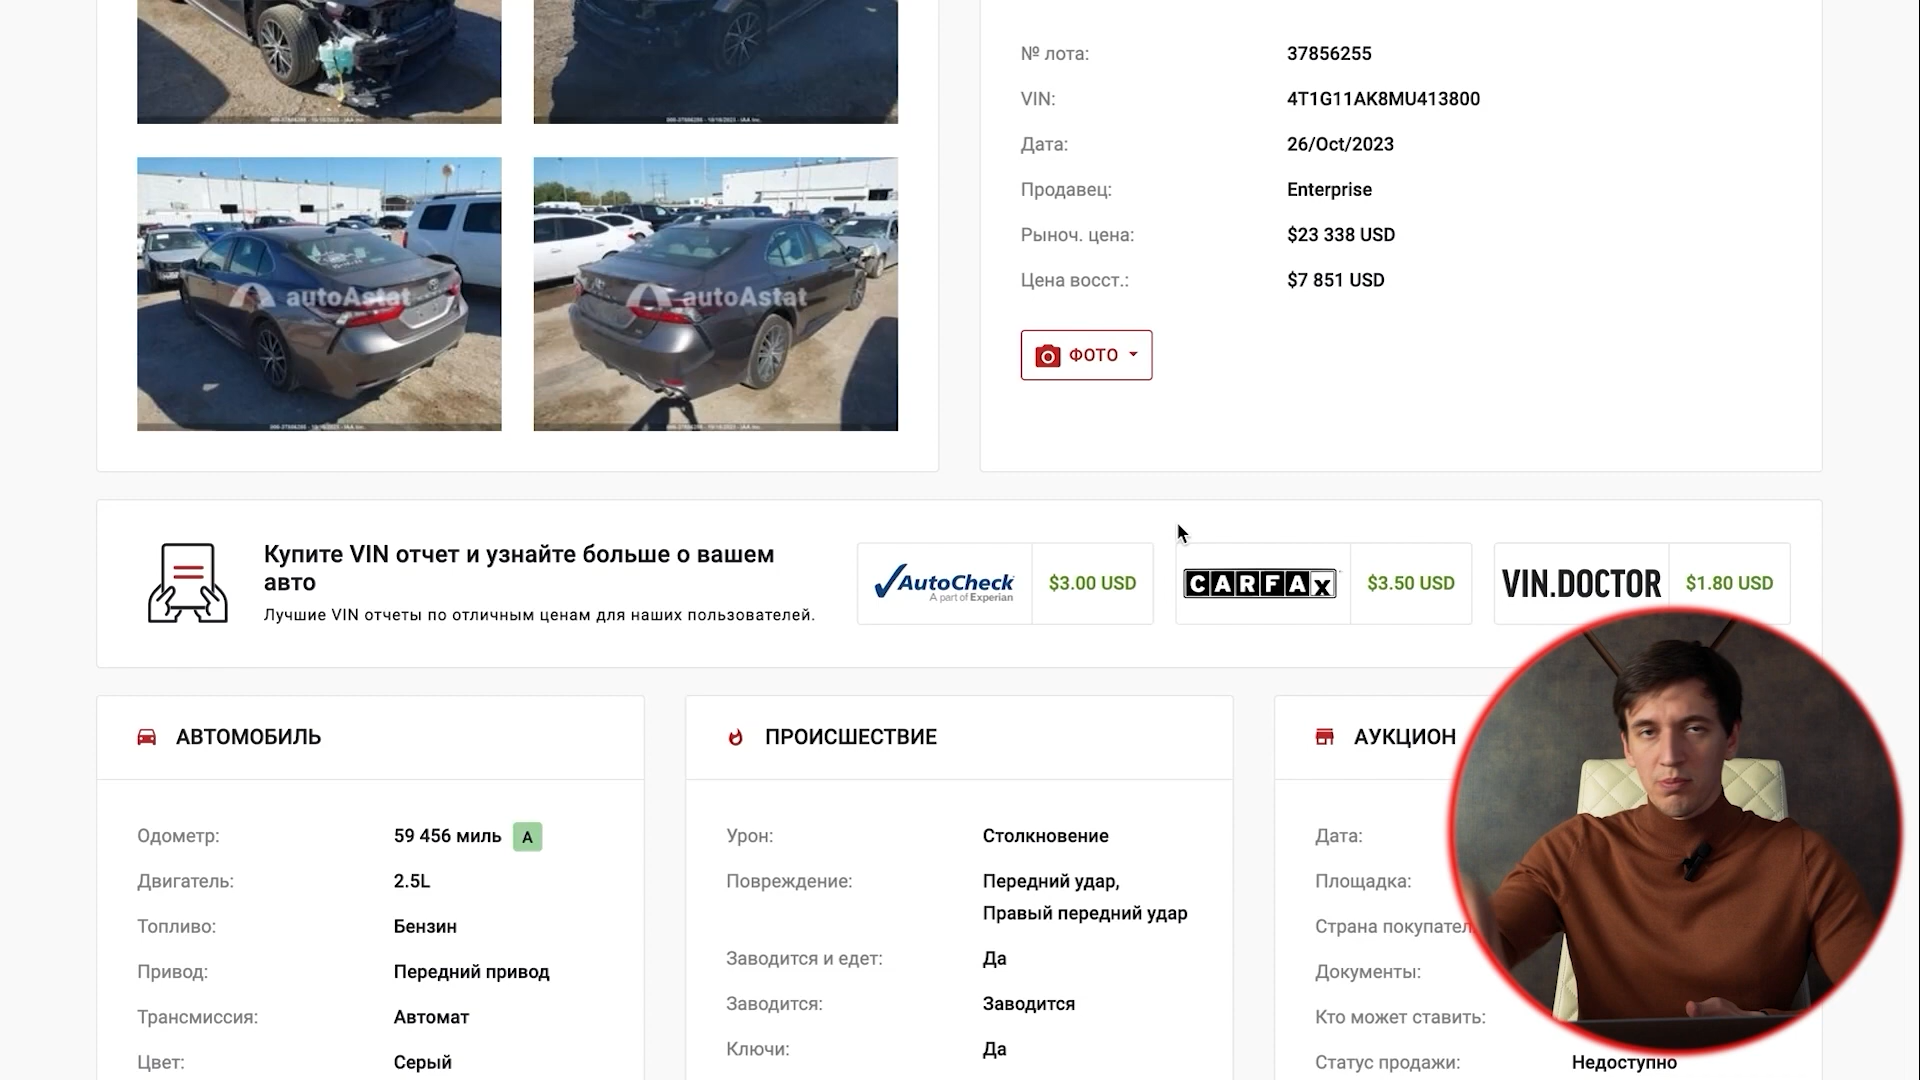 № лота: 37856255
VIN: 4T1G11AK8MU413800
Дата: 26/Oct/2023
Продавец: Enterprise
Рыноч. цена: $23 338 USD
Цена восст.: $7 851 USD
ФОТО
autoAstat
autoAstat
Купите VIN отчет и узнайте больше о вашем
авто
Лучшие VIN отчеты по отличным ценам для наших пользователей.
AutoCheck
A part of Experian
$3.00 USD
CARFAX
$3.50 USD
VIN.DOCTOR
$1.80 USD
АВТОМОБИЛЬ
Одометр: 59 456 миль A
Двигатель: 2.5L
Топливо: Бензин
Привод: Передний привод
Трансмиссия: Автомат
Цвет: Серый
ПРОИСШЕСТВИЕ
Урон: Столкновение
Повреждение: Передний удар,
Правый передний удар
Заводится и едет: Да
Заводится: Заводится
Ключи: Да
АУКЦИОН
Дата:
Площадка:
Страна покупател
Документы:
Кто может ставить:
Статус продажи: Недоступно